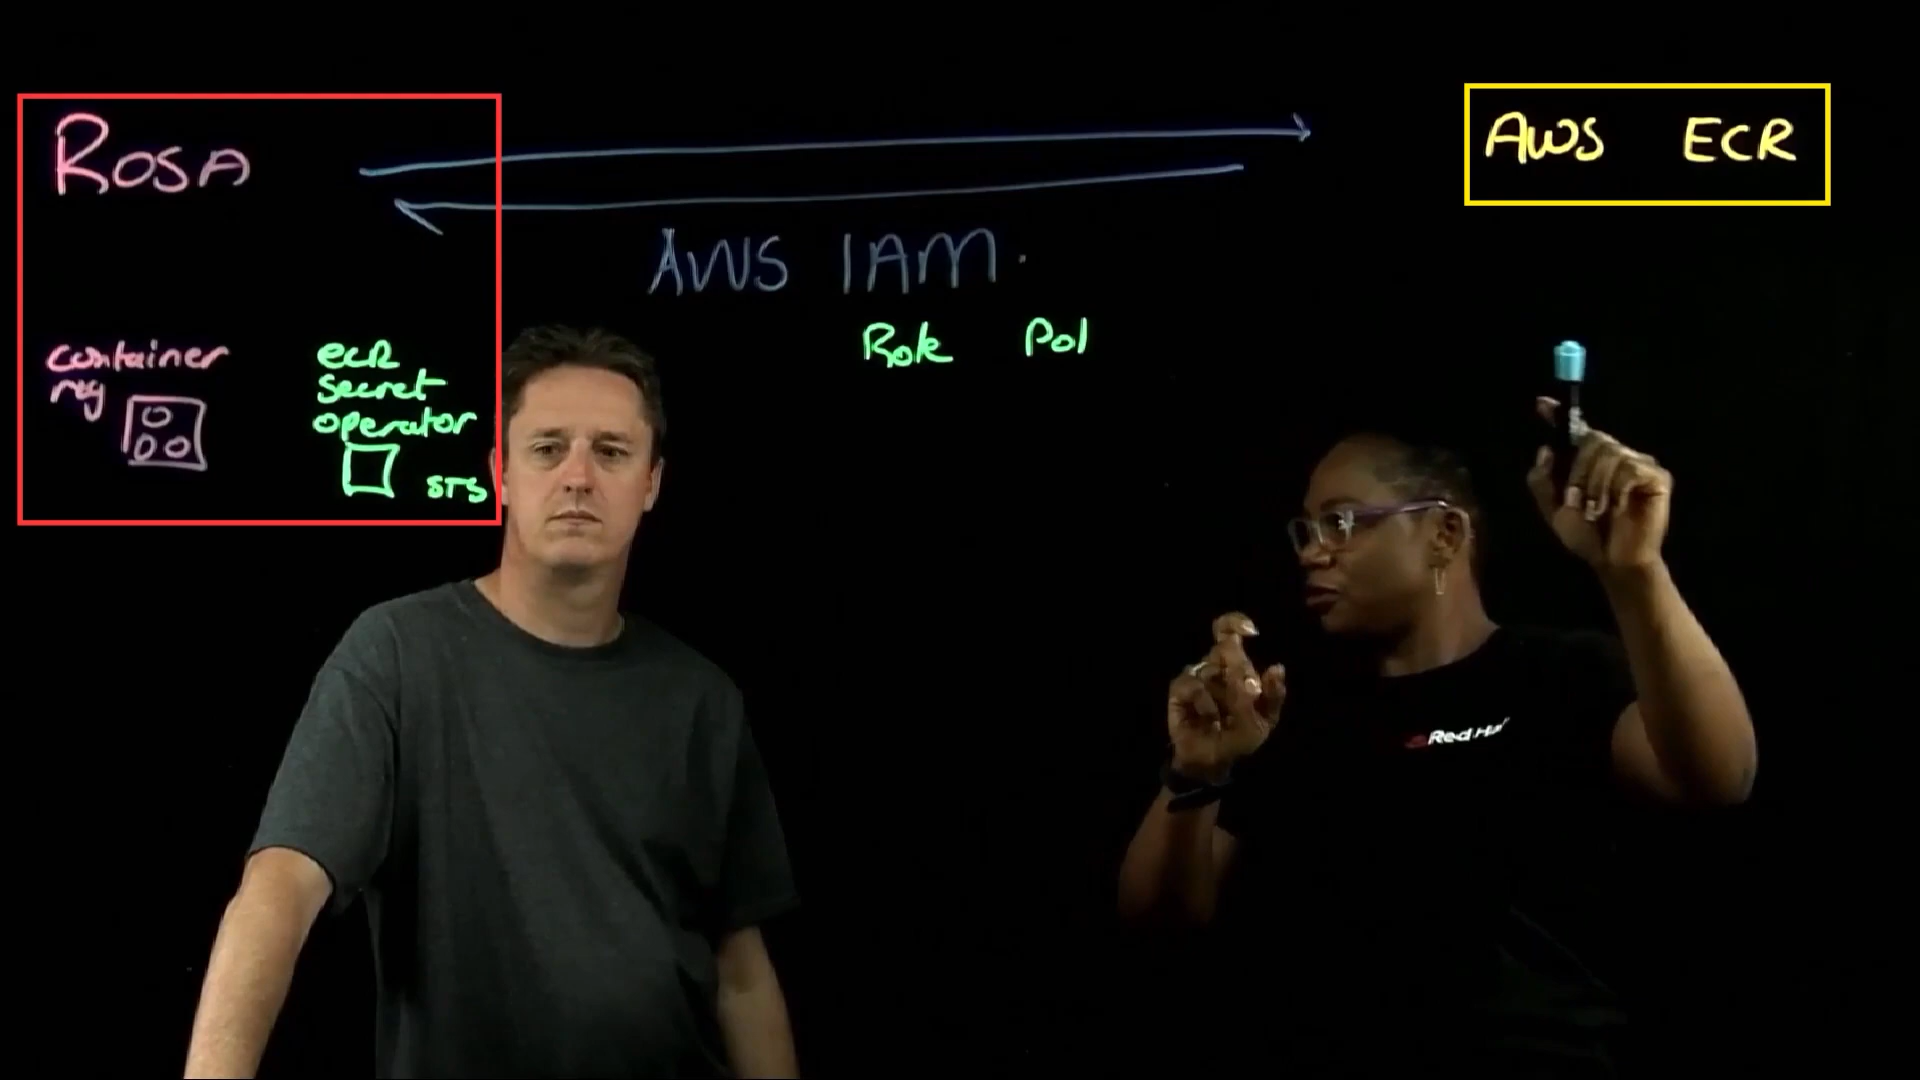 ROSA
AWS ECR
AWS IAM.
Role Pol
container
reg
ecR
secret
operator
STS
Red Hat